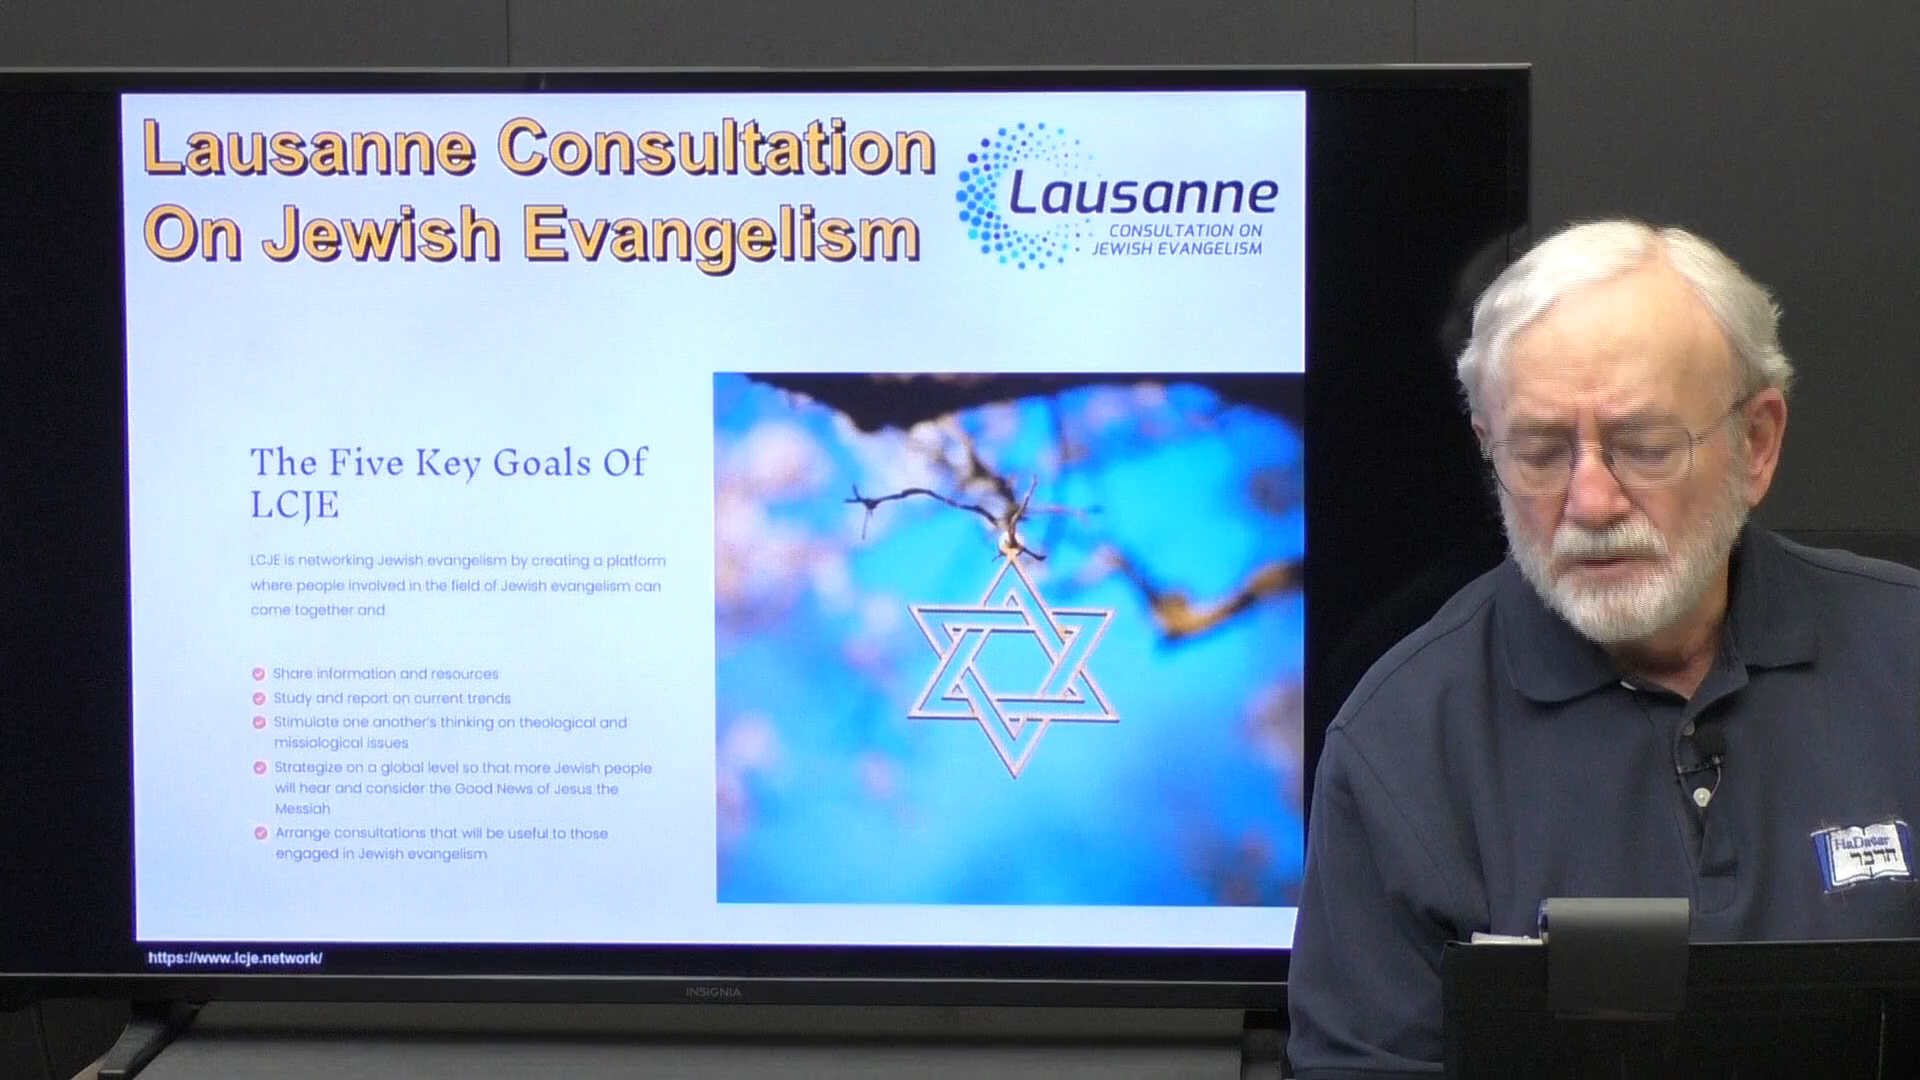 Lausanne Consultation
On Jewish Evangelism
Lausanne
CONSULTATION ON
JEWISH EVANGELISM
The Five Key Goals Of
LCJE
LCJE is networking Jewish evangelism by creating a platform
where people involved in the field of Jewish evangelism can
come together and
Share information and resources
Study and report on current trends
Stimulate one another's thinking on theological and
missiological issues
Strategize on a global level so that more Jewish people
will hear and consider the Good News of Jesus the
Messiah
Arrange consultations that will be useful to those
engaged in Jewish evangelism
https://www.lcje.network/
INSIGNIA
HaDavar
הדבר